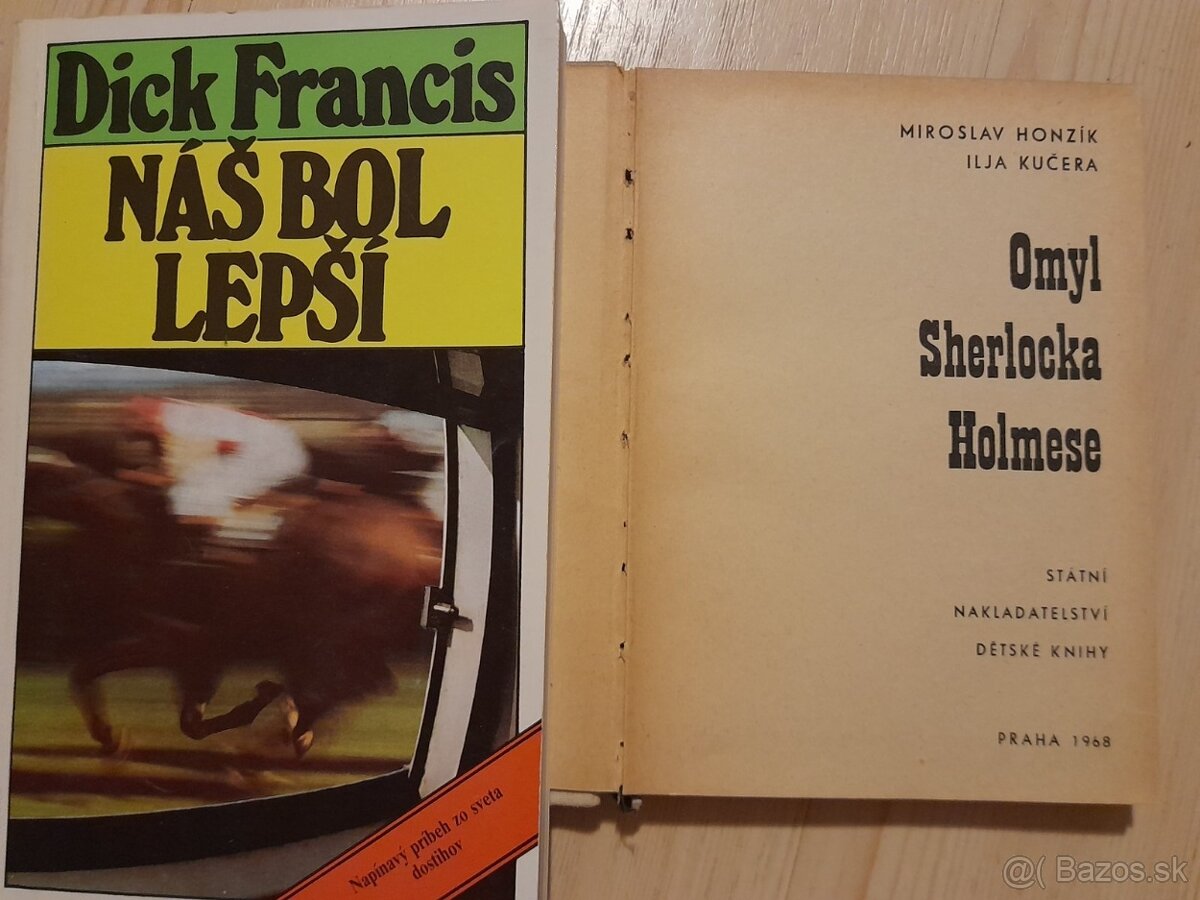 Dick Francis
NÁŠ BOL
LEPŠÍ
Napínavý príbeh zo sveta
dostihov
MIROSLAV HONZÍK
ILJA KUČERA
Omyl
Sherlocka
Holmese
STÁTNÍ
NAKLADATELSTVÍ
DĚTSKÉ KNIHY
PRAHA 1968
@( Bazos.sk